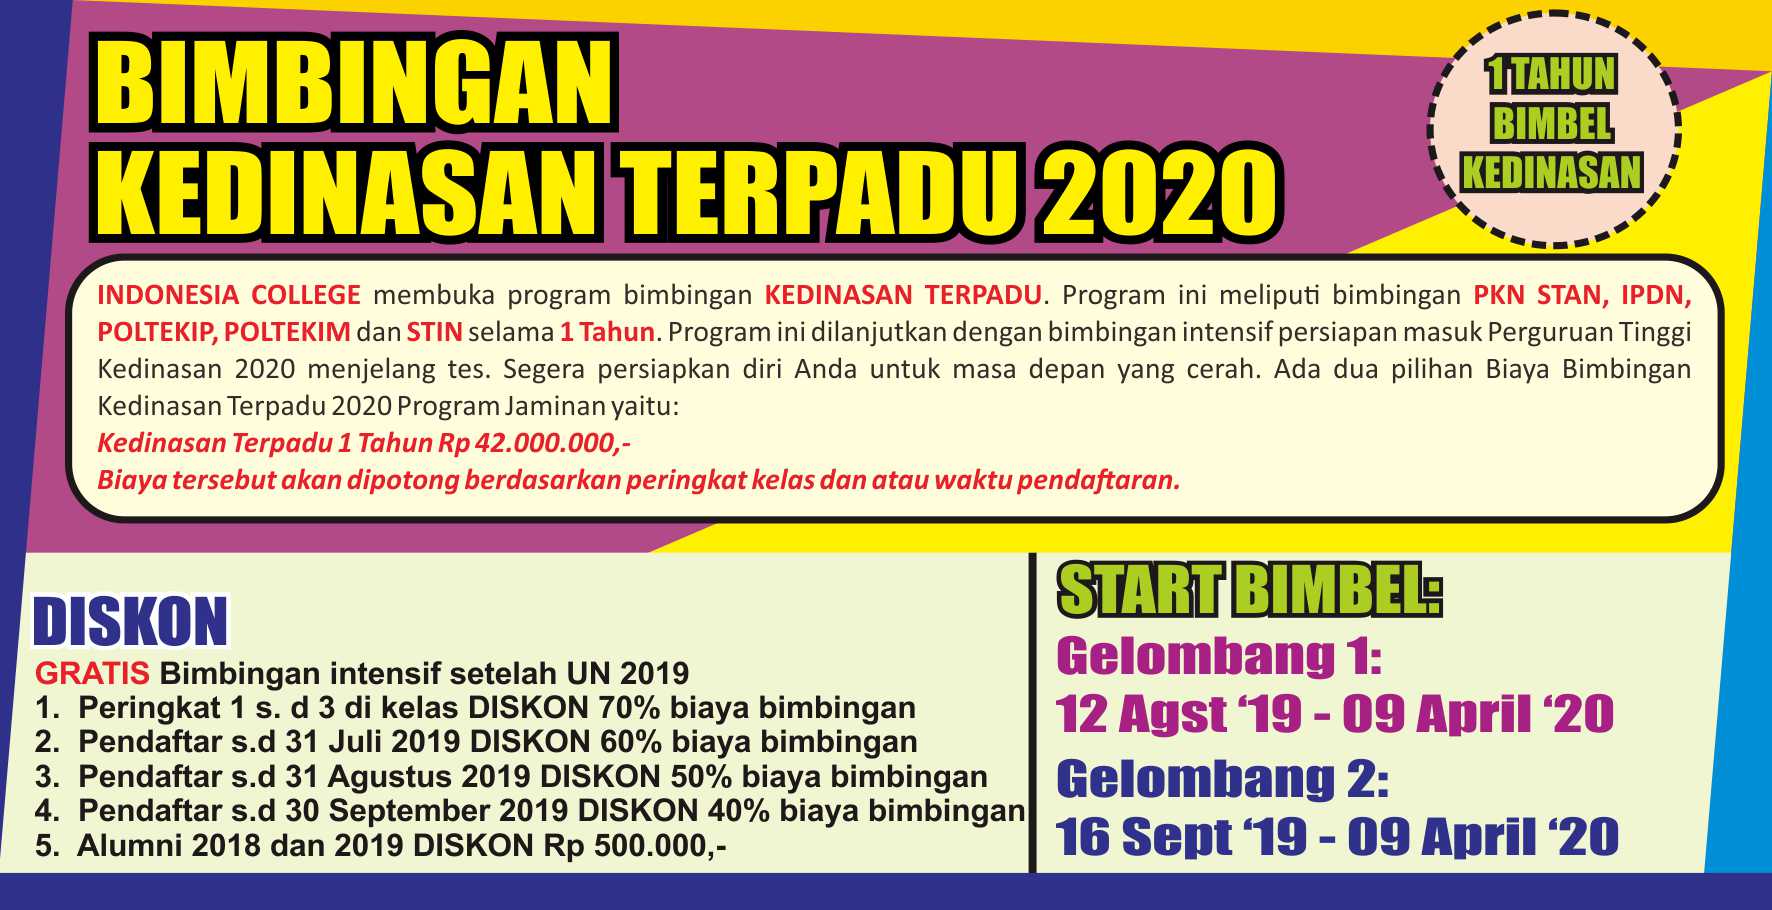 BIMBINGAN
KEDINASAN TERPADU 2020
1 TAHUN
BIMBEL
KEDINASAN
INDONESIA COLLEGE membuka program bimbingan KEDINASAN TERPADU. Program ini meliputi bimbingan PKN STAN, IPDN,
POLTEKIP, POLTEKIM dan STIN selama 1 Tahun. Program ini dilanjutkan dengan bimbingan intensif persiapan masuk Perguruan Tinggi
Kedinasan 2020 menjelang tes. Segera persiapkan diri Anda untuk masa depan yang cerah. Ada dua pilihan Biaya Bimbingan
Kedinasan Terpadu 2020 Program Jaminan yaitu:
Kedinasan Terpadu 1 Tahun Rp 42.000.000,-
Biaya tersebut akan dipotong berdasarkan peringkat kelas dan atau waktu pendaftaran.
DISKON
GRATIS Bimbingan intensif setelah UN 2019
1. Peringkat 1 s. d 3 di kelas DISKON 70% biaya bimbingan
2. Pendaftar s.d 31 Juli 2019 DISKON 60% biaya bimbingan
3. Pendaftar s.d 31 Agustus 2019 DISKON 50% biaya bimbingan
4. Pendaftar s.d 30 September 2019 DISKON 40% biaya bimbingan
5. Alumni 2018 dan 2019 DISKON Rp 500.000,-
START BIMBEL:
Gelombang 1:
12 Agst ‘19 - 09 April ‘20
Gelombang 2:
16 Sept ‘19 - 09 April ‘20